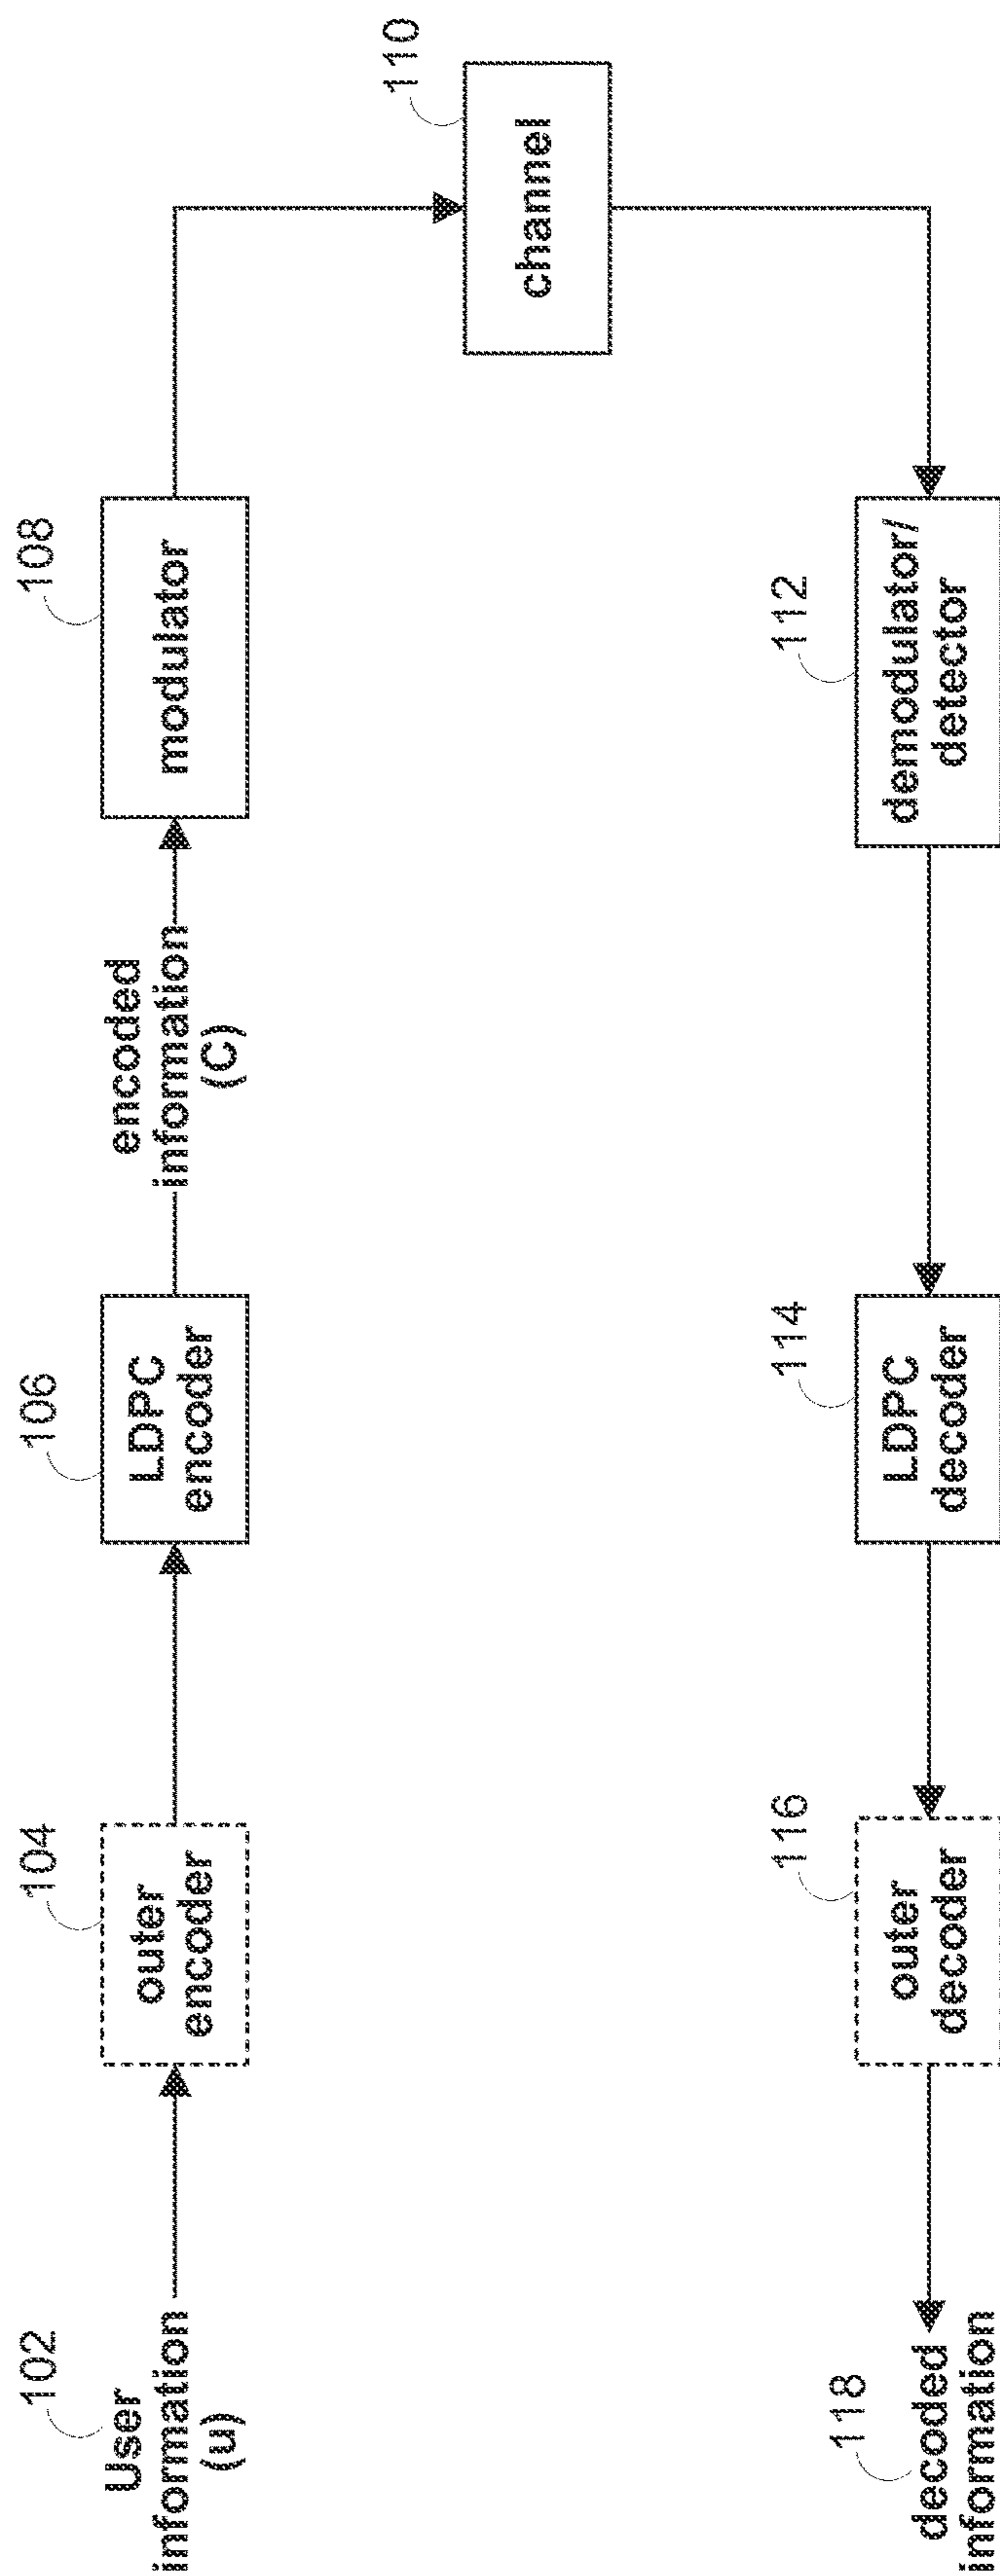 102
User
information
(u)
104
outer
encoder
106
LDPC
encoder
encoded
information
(C)
108
modulator
110
channel
112
demodulator/
detector
114
LDPC
decoder
116
outer
decoder
118
decoded
information